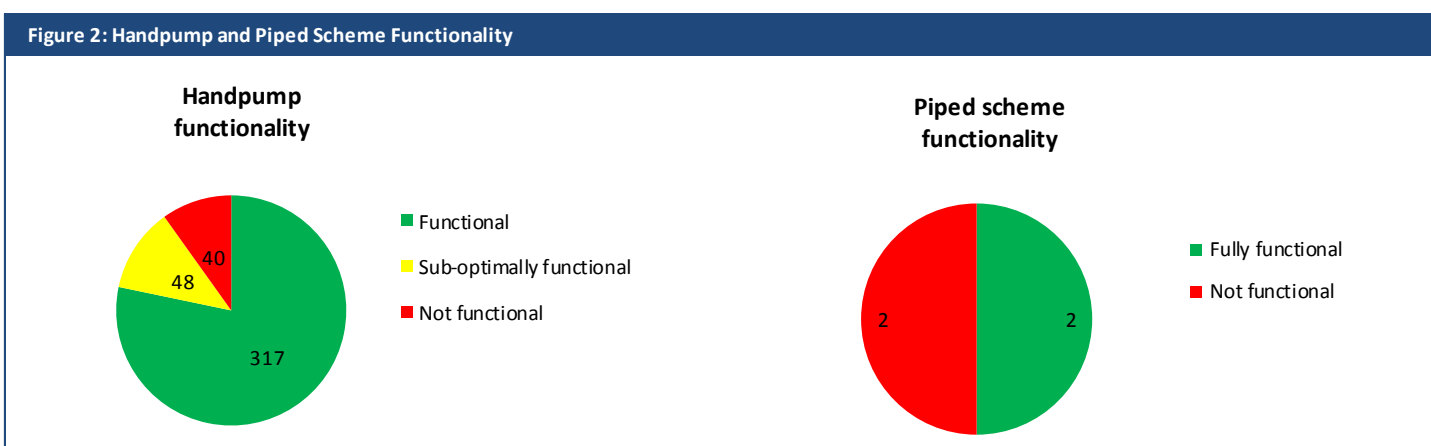 Figure 2: Handpump and Piped Scheme Functionality
Handpump
functionality
40
48
317
Functional
Sub-optimally functional
Not functional
Piped scheme
functionality
2
2
Fully functional
Not functional